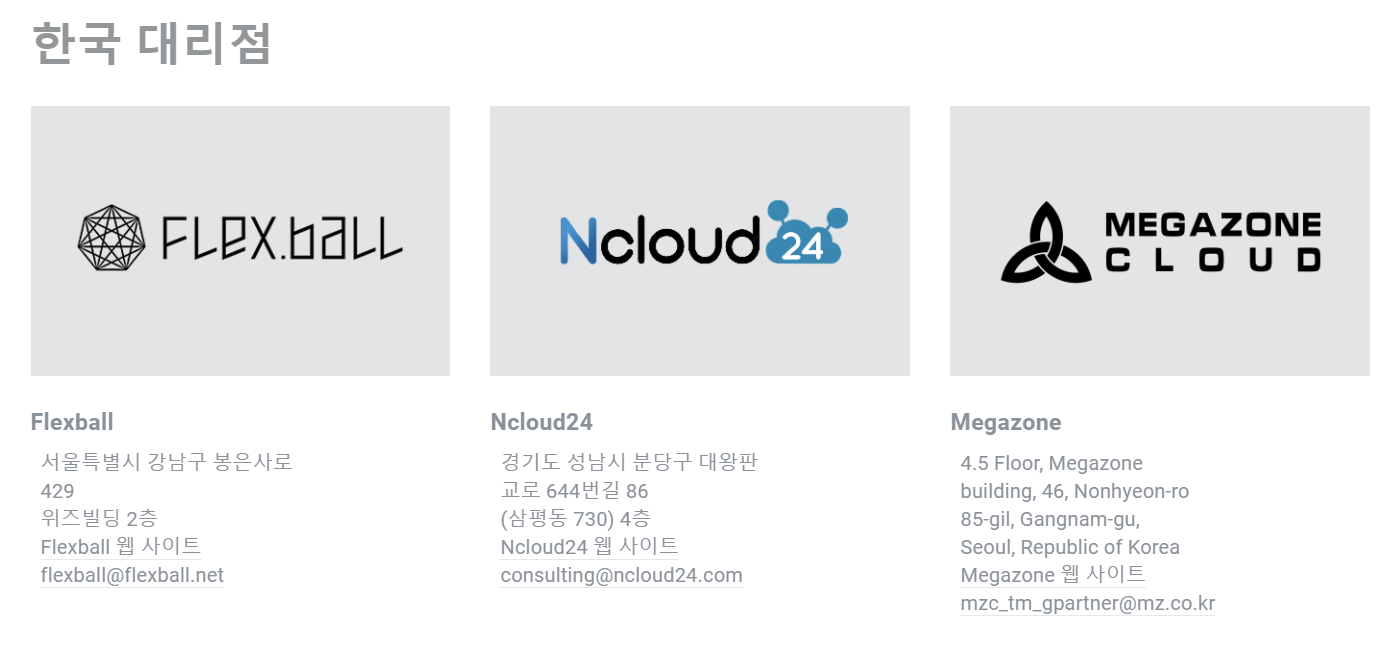 한국 대리점
FLEX.BALL
Ncloud24
MEGAZONE
CLOUD
Flexball
서울특별시 강남구 봉은사로
429
위즈빌딩 2층
Flexball 웹 사이트
flexball@flexball.net
Ncloud24
경기도 성남시 분당구 대왕판
교로 644번길 86
(삼평동 730) 4층
Ncloud24 웹 사이트
consulting@ncloud24.com
Megazone
4.5 Floor, Megazone
building, 46, Nonhyeon-ro
85-gil, Gangnam-gu,
Seoul, Republic of Korea
Megazone 웹 사이트
mzc_tm_gpartner@mz.co.kr